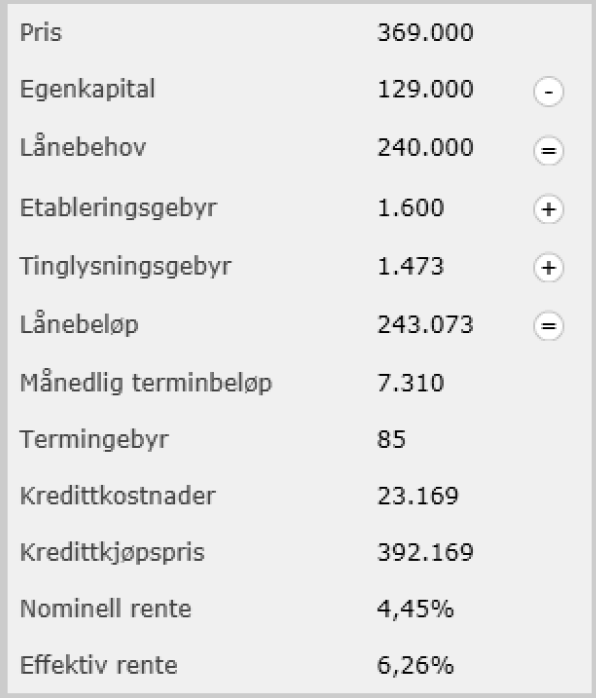 Pris 369.000
Egenkapital 129.000 -
Lånebehov 240.000 =
Etableringsgebyr 1.600 +
Tinglysningsgebyr 1.473 +
Lånebeløp 243.073 =
Månedlig terminbeløp 7.310
Termingebyr 85
Kredittkostnader 23.169
Kredittkjøpspris 392.169
Nominell rente 4,45%
Effektiv rente 6,26%